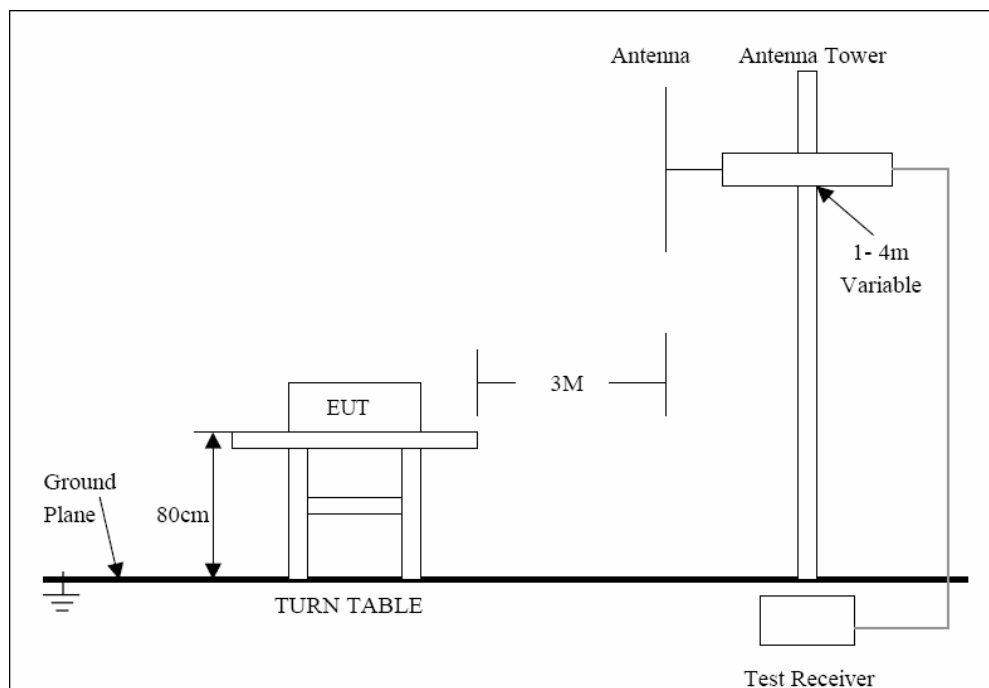 Antenna
Antenna Tower
1- 4m
Variable
3M
EUT
Ground
Plane
80cm
TURN TABLE
Test Receiver